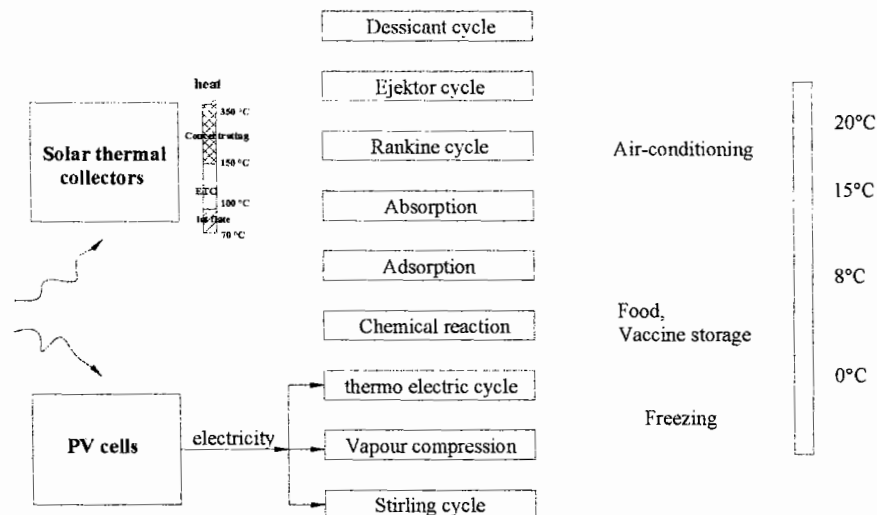 Dessicant cycle
heat
Ejektor cycle
350 °C
20°C
Concentrating
Solar thermal
collectors
Rankine cycle
Air-conditioning
150 °C
15°C
ETC
100 °C
Absorption
70 °C
Adsorption
8°C
Food,
Vaccine storage
Chemical reaction
0°C
thermo electric cycle
Freezing
PV cells
electricity
Vapour compression
Stirling cycle